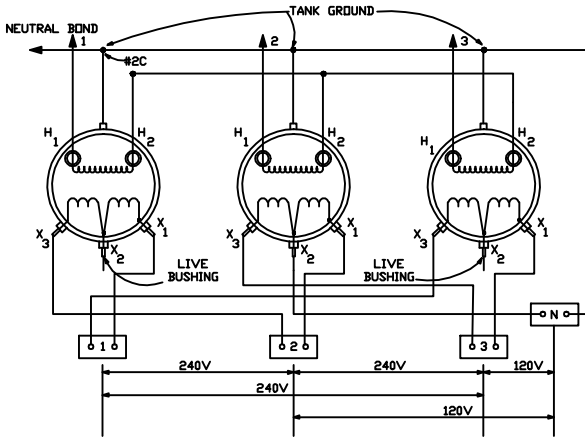 TANK GROUND
NEUTRAL BOND
1 2 3
#2C
H1 H2 H1 H2 H1 H2
X3 X2 X1 X3 X2 X1 X3 X2 X1
LIVE BUSHING
LIVE BUSHING
N
1 2 3
240V 240V 120V
240V
120V